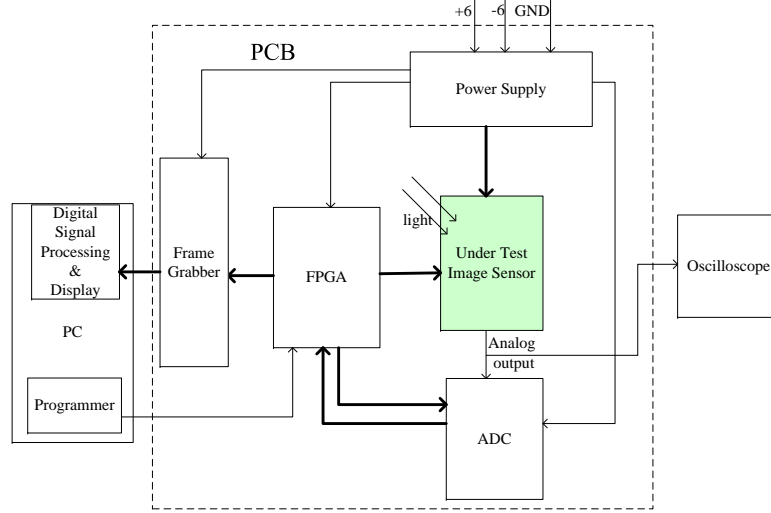 +6 -6 GND
PCB
Power Supply
light
Digital
Signal
Processing
&
Display
Frame
Grabber
FPGA
Under Test
Image Sensor
Oscilloscope
PC
Analog
output
Programmer
ADC